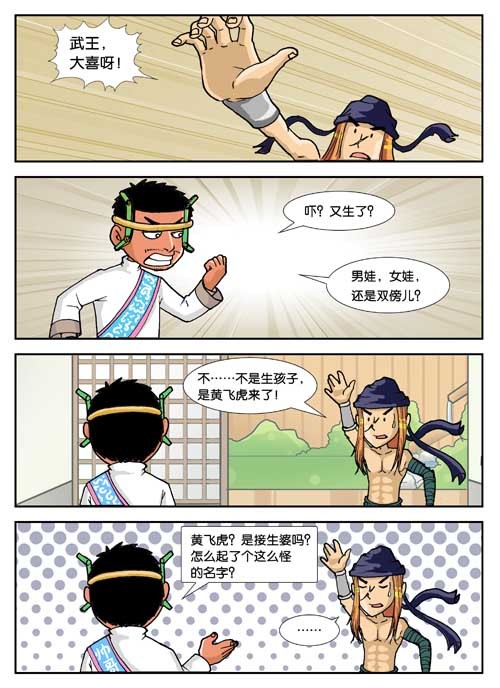 武王，
大喜呀！
吓？又生了？
男娃，女娃，
还是双傍儿？
不……不是生孩子，
是黄飞虎来了！
黄飞虎？是接生婆吗？
怎么起了个这么怪
的名字？
……
帅哥